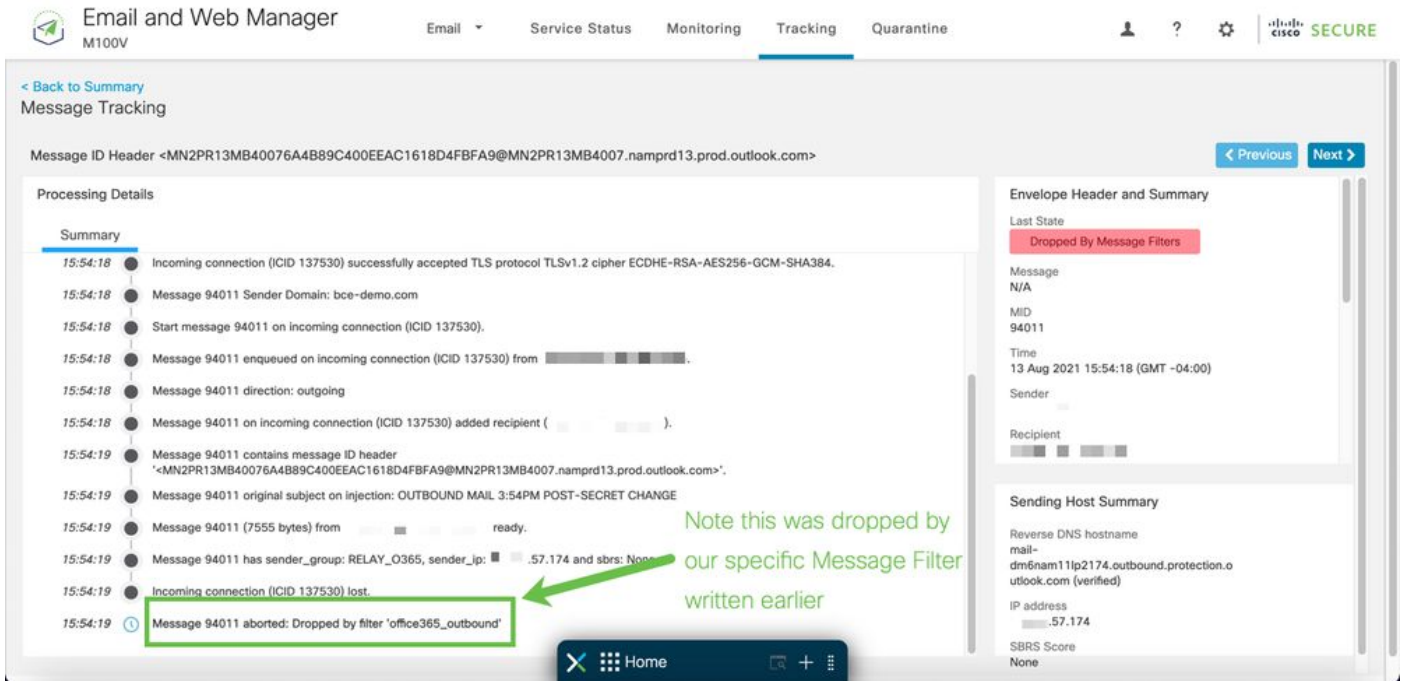 Email and Web Manager
M100V
Email
Service Status
Monitoring
Tracking
Quarantine
?
cisco SECURE
< Back to Summary
Message Tracking
Message ID Header <MN2PR13MB40076A4B89C400EEAC1618D4FBFA9@MN2PR13MB4007.namprd13.prod.outlook.com>
Previous
Next
Processing Details
Summary
15:54:18 Incoming connection (ICID 137530) successfully accepted TLS protocol TLSv1.2 cipher ECDHE-RSA-AES256-GCM-SHA384.
15:54:18 Message 94011 Sender Domain: bce-demo.com
15:54:18 Start message 94011 on incoming connection (ICID 137530).
15:54:18 Message 94011 enqueued on incoming connection (ICID 137530) from .
15:54:18 Message 94011 direction: outgoing
15:54:18 Message 94011 on incoming connection (ICID 137530) added recipient ( ).
15:54:19 Message 94011 contains message ID header
'<MN2PR13MB40076A4B89C400EEAC1618D4FBFA9@MN2PR13MB4007.namprd13.prod.outlook.com>'.
15:54:19 Message 94011 original subject on injection: OUTBOUND MAIL 3:54PM POST-SECRET CHANGE
15:54:19 Message 94011 (7555 bytes) from ready.
15:54:19 Message 94011 has sender_group: RELAY_O365, sender_ip: .57.174 and sbrs: None
15:54:19 Incoming connection (ICID 137530) lost.
15:54:19 Message 94011 aborted: Dropped by filter 'office365_outbound'
Note this was dropped by
our specific Message Filter
written earlier
Envelope Header and Summary
Last State
Dropped By Message Filters
Message
N/A
MID
94011
Time
13 Aug 2021 15:54:18 (GMT -04:00)
Sender
Recipient
Sending Host Summary
Reverse DNS hostname
mail-
dm6nam11lp2174.outbound.protection.o
utlook.com (verified)
IP address
.57.174
SBRS Score
None
Home